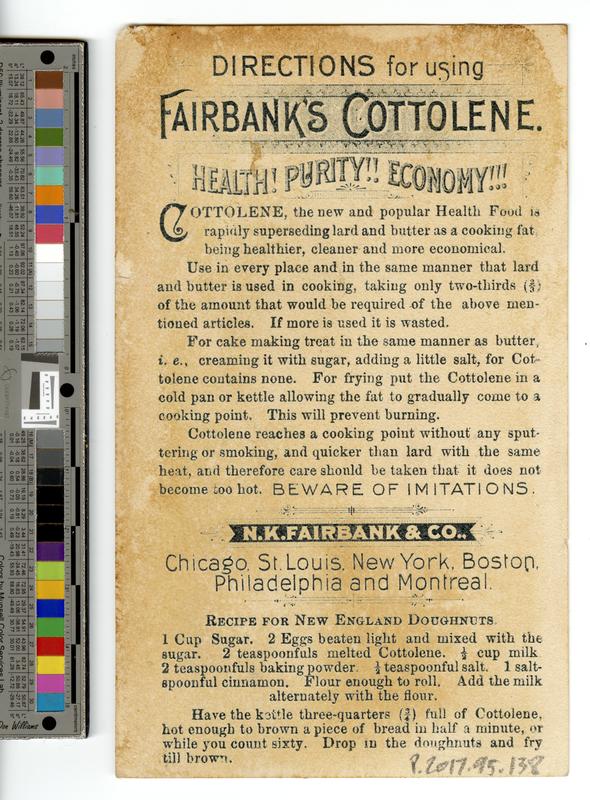 DIRECTIONS for using
FAIRBANK'S COTTOLENE.
HEALTH! PURITY!! ECONOMY!!!
COTTOLENE, the new and popular Health Food is
rapidly superseding lard and butter as a cooking fat,
being healthier, cleaner and more economical.
Use in every place and in the same manner that lard
and butter is used in cooking, taking only two-thirds (⅔)
of the amount that would be required of the above men-
tioned articles. If more is used it is wasted.
For cake making treat in the same manner as butter,
i. e., creaming it with sugar, adding a little salt, for Cot-
tolene contains none. For frying put the Cottolene in a
cold pan or kettle allowing the fat to gradually come to a
cooking point. This will prevent burning.
Cottolene reaches a cooking point without any sput-
tering or smoking, and quicker than lard with the same
heat, and therefore care should be taken that it does not
become too hot. BEWARE OF IMITATIONS.
N.K.FAIRBANK & CO.,
Chicago, St. Louis, New York, Boston,
Philadelphia and Montreal.
RECIPE FOR NEW ENGLAND DOUGHNUTS
1 Cup Sugar. 2 Eggs beaten light and mixed with the
sugar. 2 teaspoonfuls melted Cottolene. ½ cup milk
2 teaspoonfuls baking powder. ½ teaspoonful salt. 1 salt-
spoonful cinnamon. Flour enough to roll. Add the milk
alternately with the flour.
Have the kettle three-quarters (¾) full of Cottolene,
hot enough to brown a piece of bread in half a minute, or
while you count sixty. Drop in the doughnuts and fry
till brown.
P.2017.95.138
Don Williams